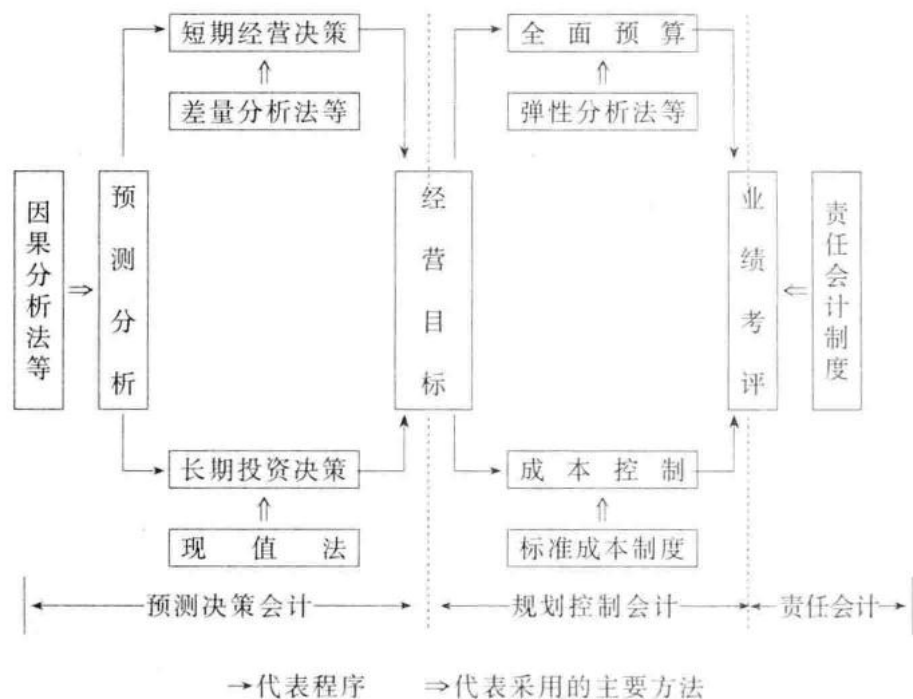 短期经营决策
全面预算
差量分析法等
弹性分析法等
因果分析法等
预测分析
经营目标
业绩考评
责任会计制度
长期投资决策
成本控制
现值法
标准成本制度
预测决策会计
规划控制会计
责任会计
→代表程序
⇒代表采用的主要方法